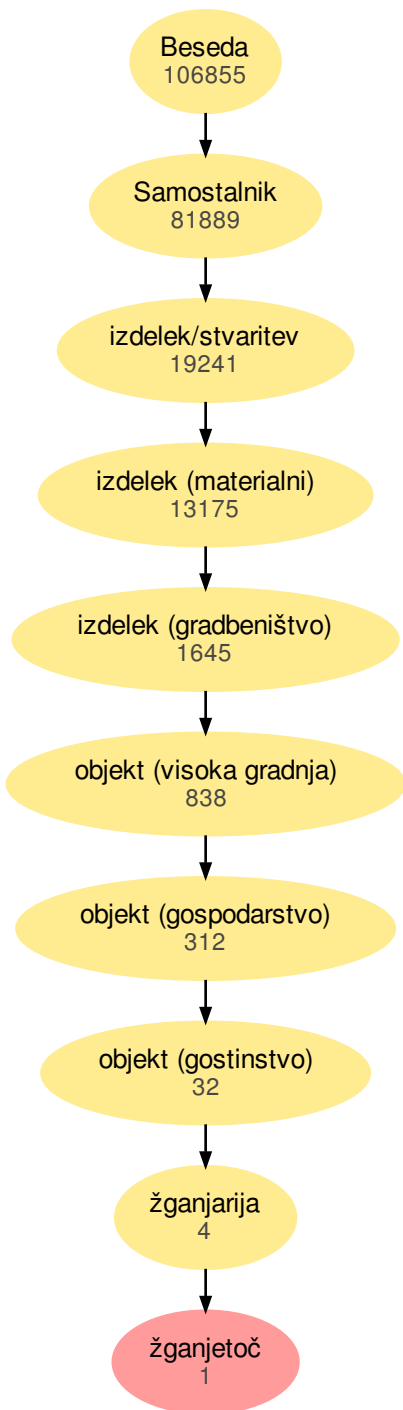 Beseda
106855
Samostalnik
81889
izdelek/stvaritev
19241
izdelek (materialni)
13175
izdelek (gradbeništvo)
1645
objekt (visoka gradnja)
838
objekt (gospodarstvo)
312
objekt (gostinstvo)
32
žganjarija
4
žganjetoč
1